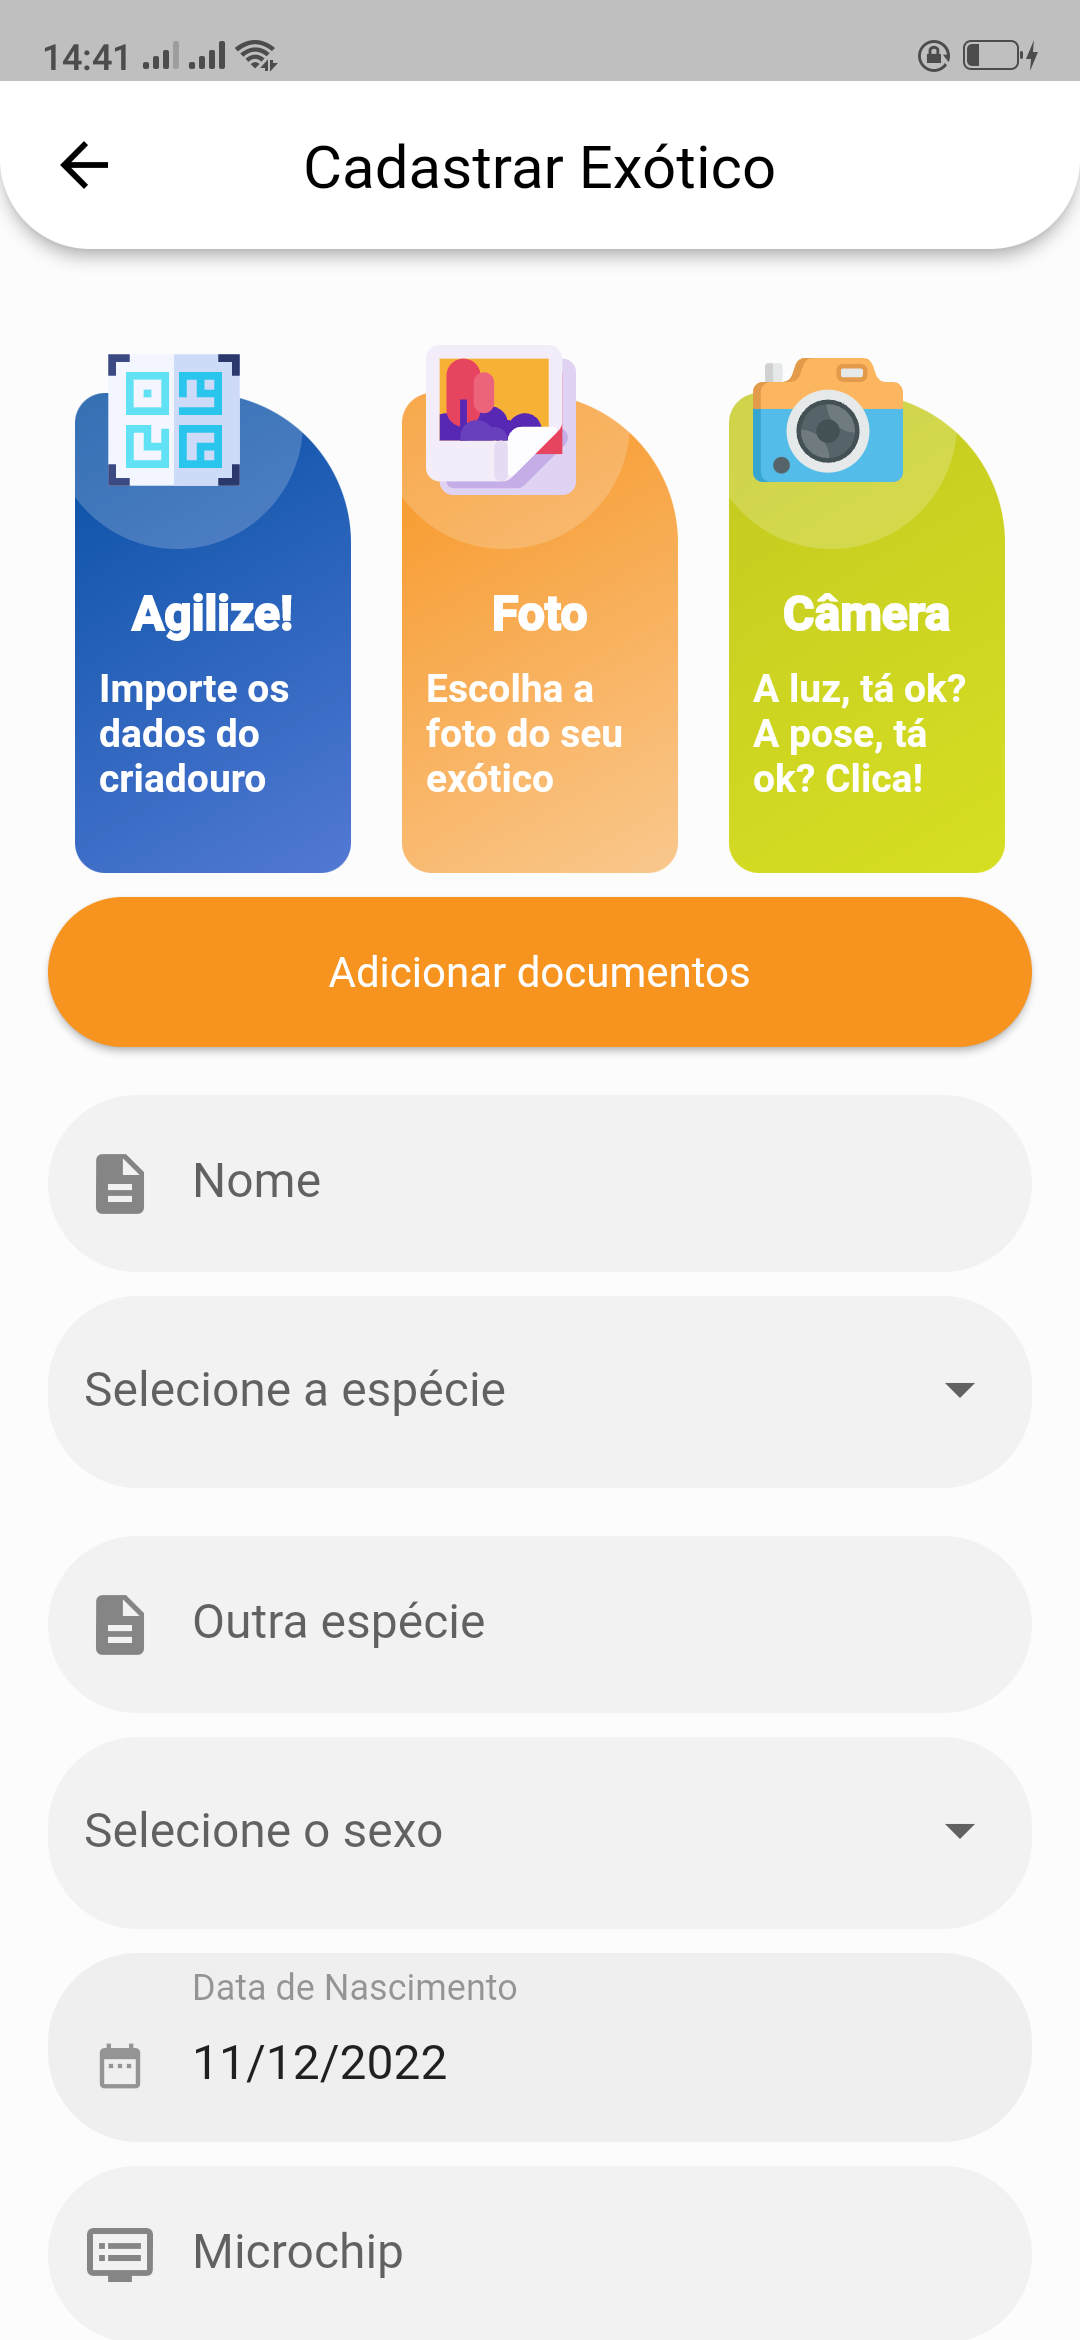 14:41
Cadastrar Exótico
Agilize!
Importe os
dados do
criadouro
Foto
Escolha a
foto do seu
exótico
Câmera
A luz, tá ok?
A pose, tá
ok? Clica!
Adicionar documentos
Nome
Selecione a espécie
Outra espécie
Selecione o sexo
Data de Nascimento
11/12/2022
Microchip